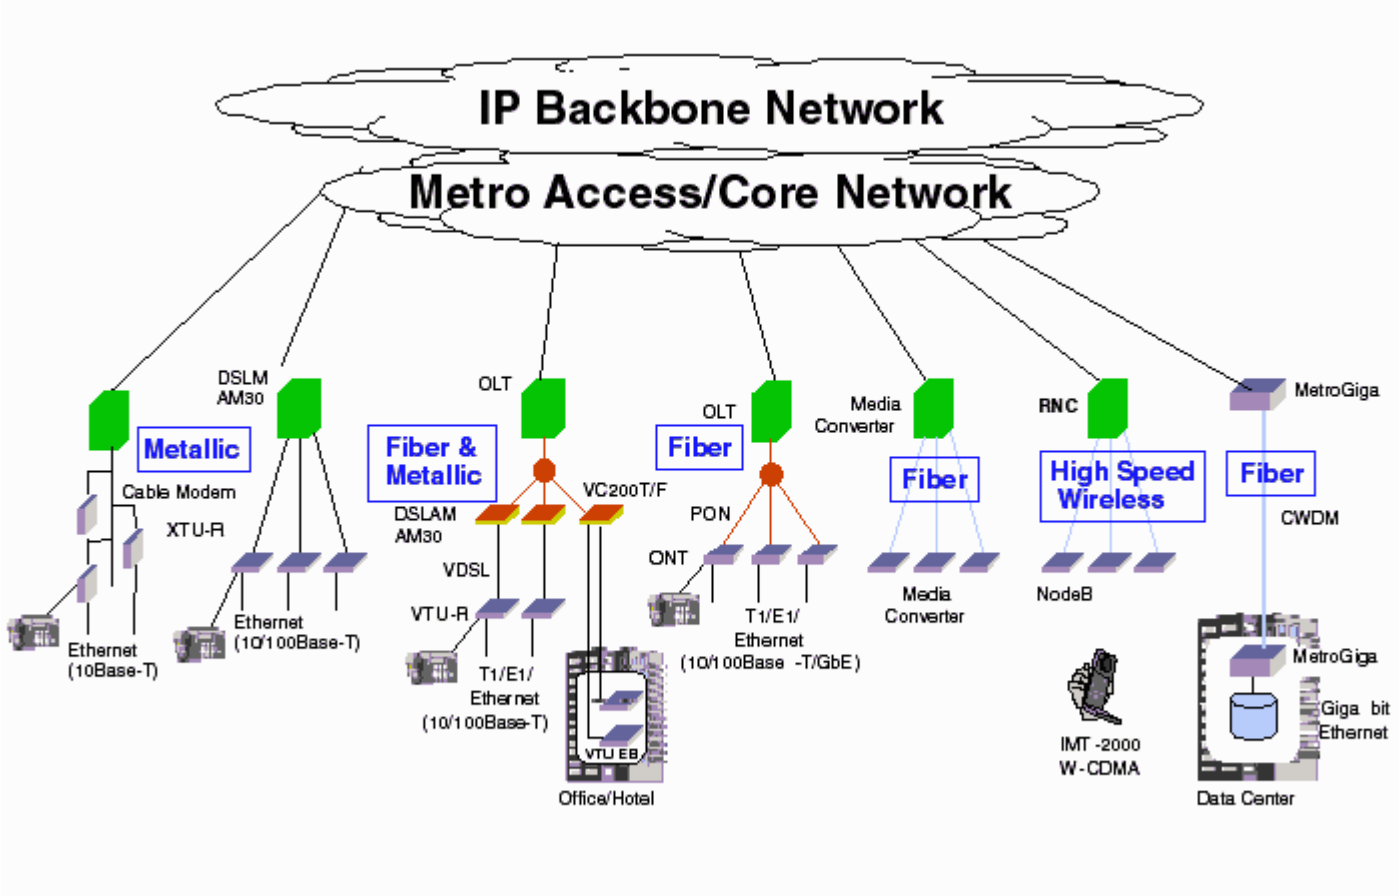 IP Backbone Network
Metro Access/Core Network
DSLM
AM30
OLT
OLT
Media
Converter
RNC
MetroGiga
Metallic
Fiber &
Metallic
Fiber
Fiber
High Speed
Wireless
Fiber
Cable Modem
XTU-R
VC200T/F
DSLAM
AM30
PON
CWDM
VDSL
ONT
VTU-R
Media
Converter
NodeB
Ethernet
(10Base-T)
Ethernet
(10/100Base-T)
T1/E1/
Ethernet
(10/100Base-T)
T1/E1/
Ethernet
(10/100Base -T/GbE)
VTU EB
Office/Hotel
IMT -2000
W-CDMA
MetroGiga
Giga bit
Ethernet
Data Center